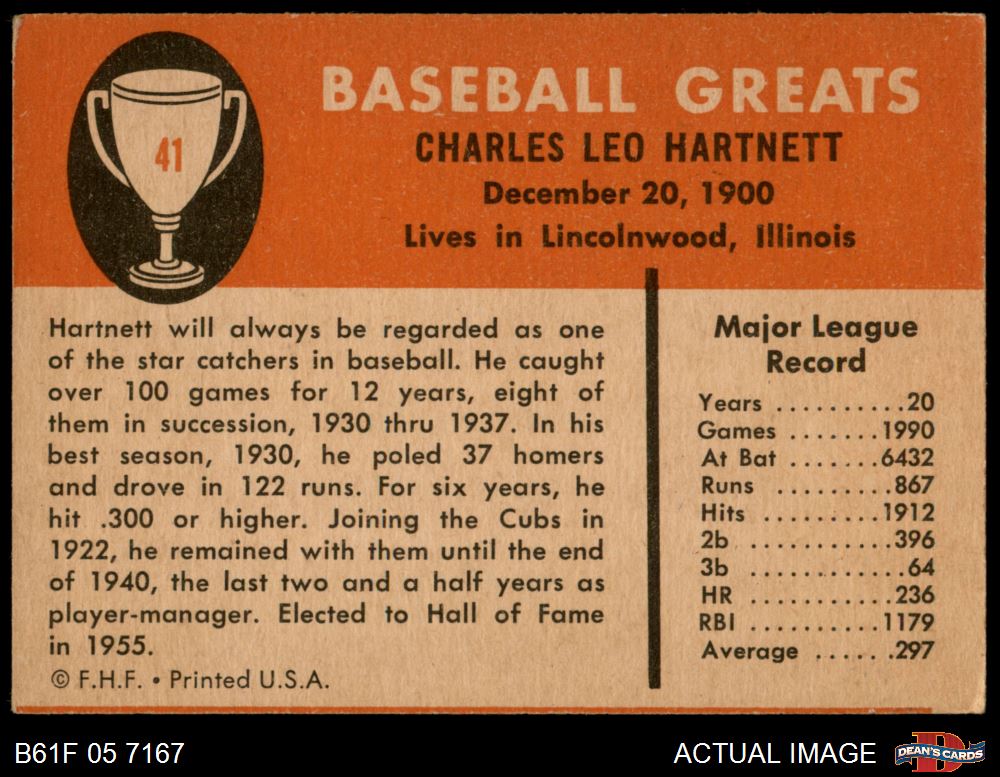 41
BASEBALL GREATS
CHARLES LEO HARTNETT
December 20, 1900
Lives in Lincolnwood, Illinois
Hartnett will always be regarded as one
of the star catchers in baseball. He caught
over 100 games for 12 years, eight of
them in succession, 1930 thru 1937. In his
best season, 1930, he poled 37 homers
and drove in 122 runs. For six years, he
hit .300 or higher. Joining the Cubs in
1922, he remained with them until the end
of 1940, the last two and a half years as
player-manager. Elected to Hall of Fame
in 1955.
© F.H.F. • Printed U.S.A.
Major League
Record
Years ..........20
Games .......1990
At Bat .......6432
Runs .........867
Hits .........1912
2b ...........396
3b ............64
HR ...........236
RBI ..........1179
Average ......297
B61F 05 7167
ACTUAL IMAGE
D
DEAN'S CARDS